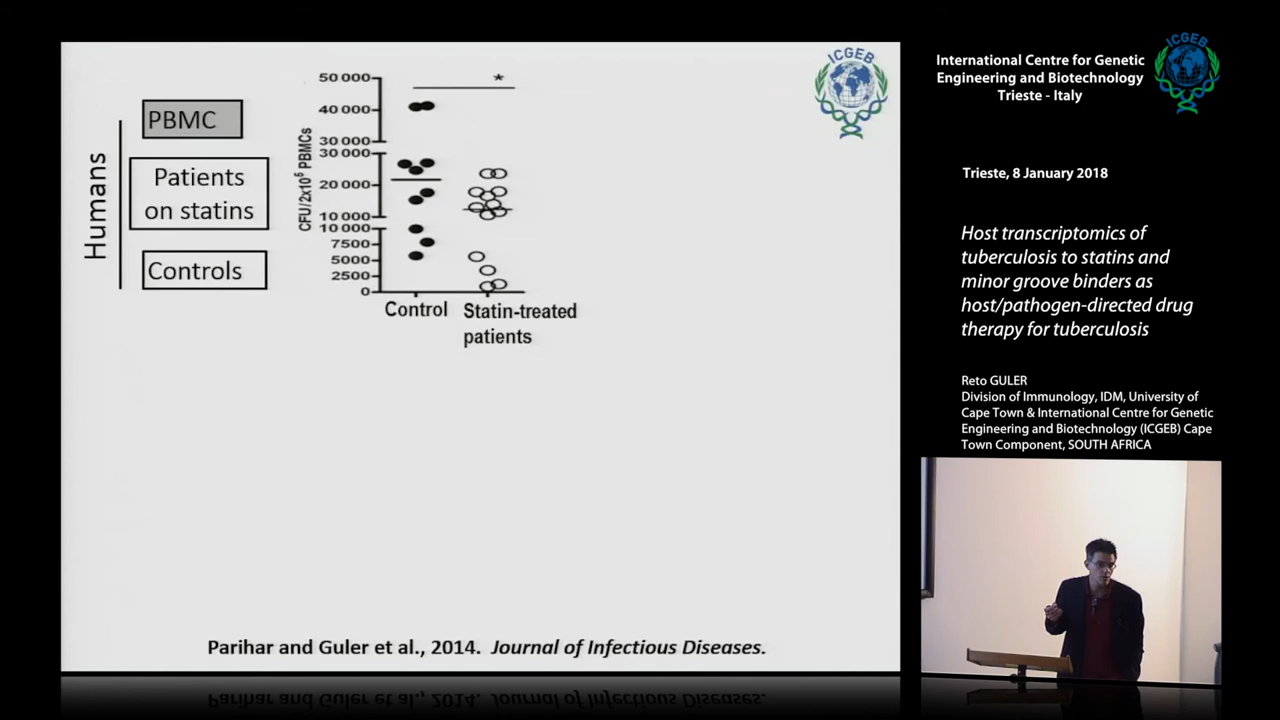 PBMC
Patients
on statins
Controls
Humans
CFU/2x10⁵ PBMCs
50 000
40 000
30 000
30 000
20 000
10 000
10 000
7500
5000
2500
0
*
Control
Statin-treated
patients
Parihar and Guler et al., 2014. Journal of Infectious Diseases.
ICGEB
International Centre for Genetic
Engineering and Biotechnology
Trieste - Italy
ICGEB
Trieste, 8 January 2018
Host transcriptomics of
tuberculosis to statins and
minor groove binders as
host/pathogen-directed drug
therapy for tuberculosis
Reto GULER
Division of Immunology, IDM, University of
Cape Town & International Centre for Genetic
Engineering and Biotechnology (ICGEB) Cape
Town Component, SOUTH AFRICA